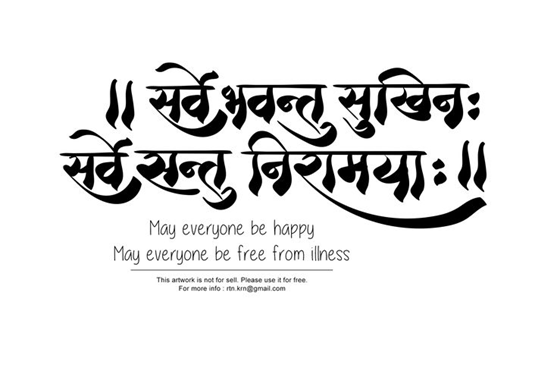 ॥ सर्वे भवन्तु सुखिनः
सर्वे सन्तु निरामयाः ॥
May everyone be happy
May everyone be free from illness
This artwork is not for sell. Please use it for free.
For more info : rtn.krn@gmail.com